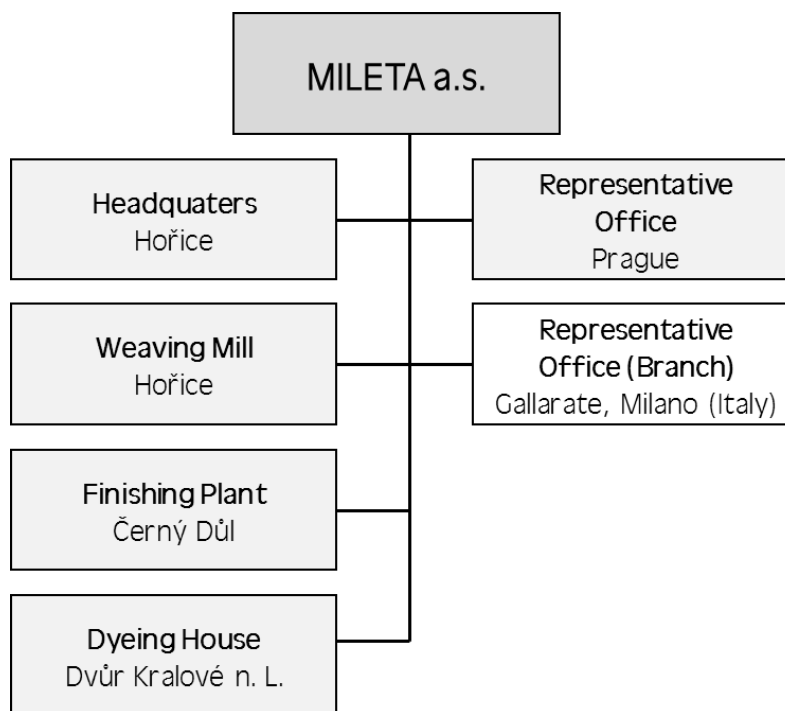 MILETA a.s.
Headquaters
Hořice
Representative
Office
Prague
Weaving Mill
Hořice
Representative
Office (Branch)
Gallarate, Milano (Italy)
Finishing Plant
Černý Důl
Dyeing House
Dvůr Kralové n. L.